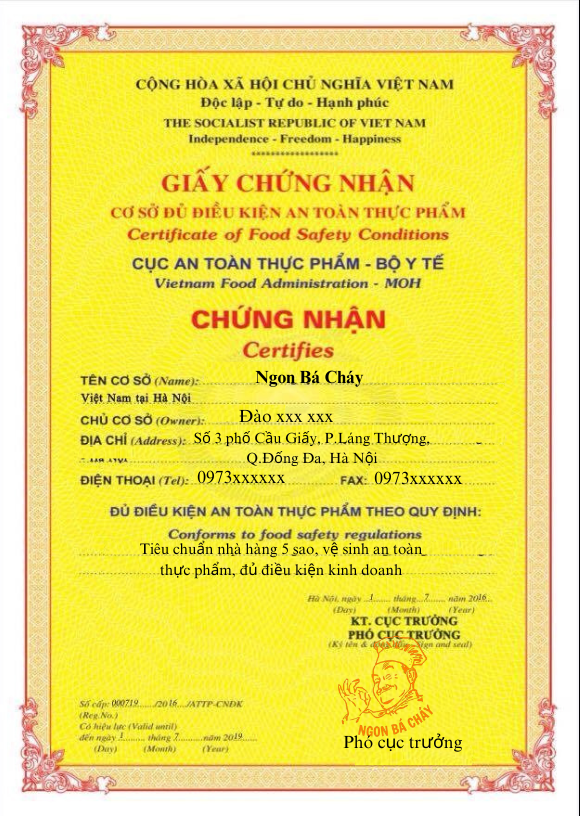 CỘNG HÒA XÃ HỘI CHỦ NGHĨA VIỆT NAM
Độc lập - Tự do - Hạnh phúc
THE SOCIALIST REPUBLIC OF VIET NAM
Independence - Freedom - Happiness
******************
GIẤY CHỨNG NHẬN
CƠ SỞ ĐỦ ĐIỀU KIỆN AN TOÀN THỰC PHẨM
Certificate of Food Safety Conditions
CỤC AN TOÀN THỰC PHẨM - BỘ Y TẾ
Vietnam Food Administration - MOH
CHỨNG NHẬN
Certifies
TÊN CƠ SỞ (Name): Ngon Bá Cháy
Việt Nam tại Hà Nội
CHỦ CƠ SỞ (Owner): Đào xxx xxx
ĐỊA CHỈ (Address): Số 3 phố Cầu Giấy, P.Láng Thượng,
Q.Đống Đa, Hà Nội
ĐIỆN THOẠI (Tel): 0973xxxxxx FAX: 0973xxxxxx
ĐỦ ĐIỀU KIỆN AN TOÀN THỰC PHẨM THEO QUY ĐỊNH:
Conforms to food safety regulations
Tiêu chuẩn nhà hàng 5 sao, vệ sinh an toàn
thực phẩm, đủ điều kiện kinh doanh
Hà Nội, ngày 1 tháng 7 năm 2016
(Day) (Month) (Year)
KT. CỤC TRƯỞNG
PHÓ CỤC TRƯỞNG
(Ký tên & Sign and seal)
NGON BÁ CHÁY
Phó cục trưởng
Số cấp: 000719/2016/ATTP-CNĐK
(Reg.No.)
Có hiệu lực (Valid until)
đến ngày 1 tháng 7 năm 2019
(Day) (Month) (Year)